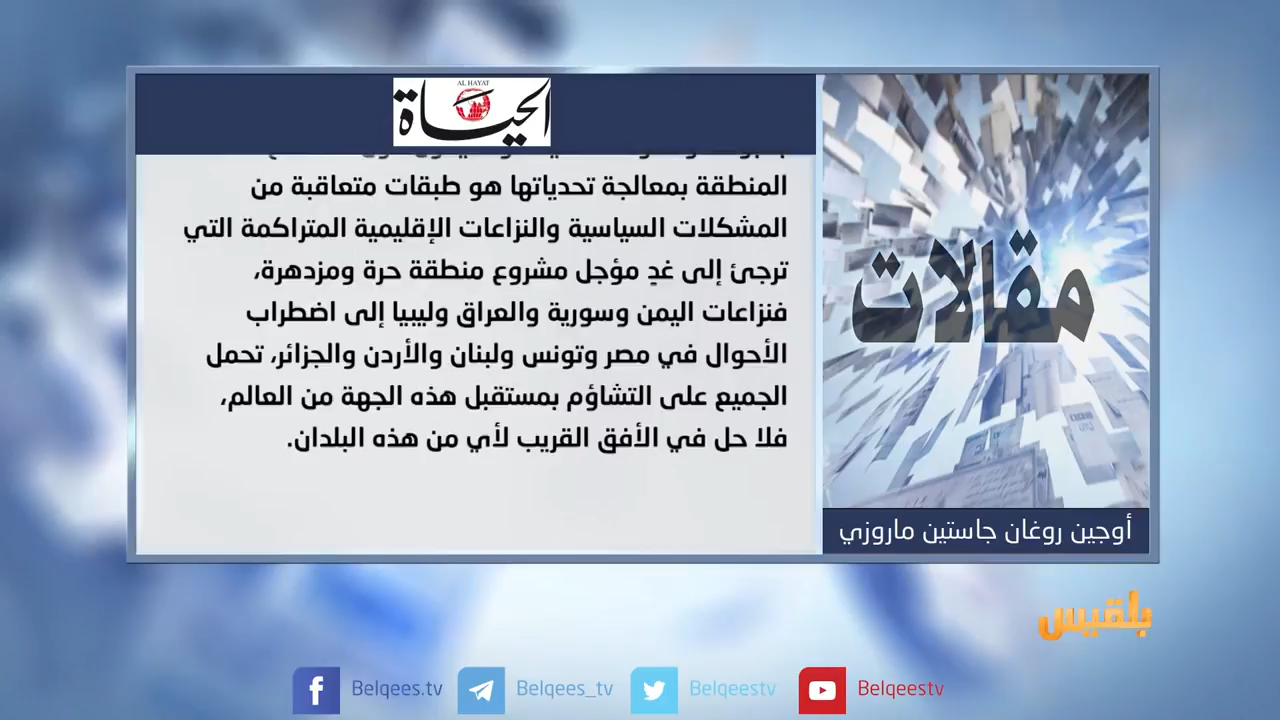 AL HAYAT
الحياة
المنطقة بمعالجة تحدياتها هو طبقات متعاقبة من
المشكلات السياسية والنزاعات الإقليمية المتراكمة التي
ترجئ إلى غدٍ مؤجل مشروع منطقة حرة ومزدهرة،
فنزاعات اليمن وسورية والعراق وليبيا إلى اضطراب
الأحوال في مصر وتونس ولبنان والأردن والجزائر، تحمل
الجميع على التشاؤم بمستقبل هذه الجهة من العالم،
فلا حل في الأفق القريب لأي من هذه البلدان.
مقالات
أوجين روغان جاستين ماروزي
بلقيس
Belqees.tv
Belqees_tv
Belqeestv
Belqeestv